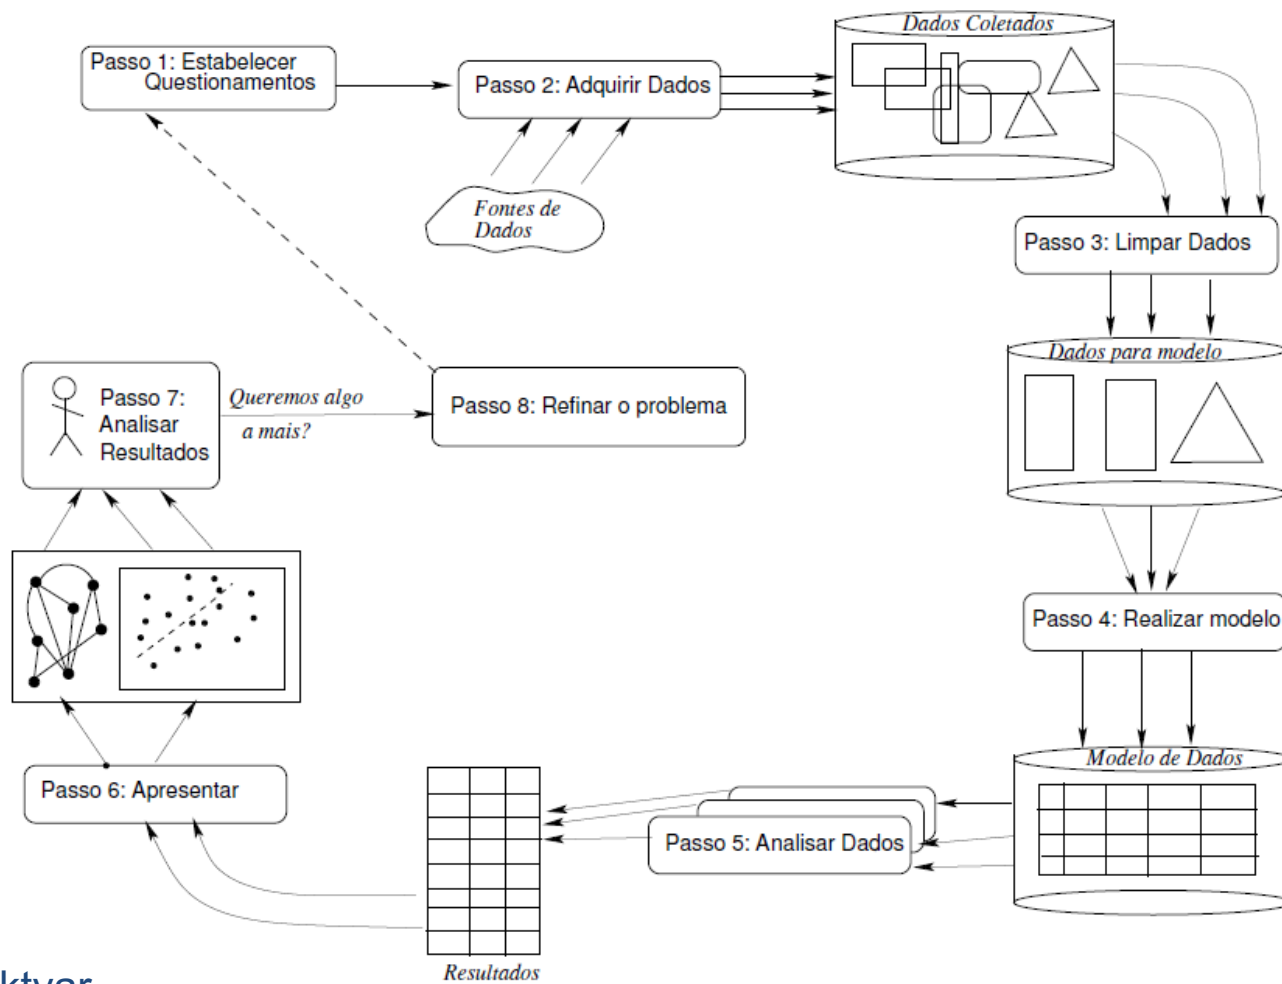 Dados Coletados
Passo 1: Estabelecer
Questionamentos
Passo 2: Adquirir Dados
Fontes de
Dados
Passo 3: Limpar Dados
Dados para modelo
Passo 4: Realizar modelo
Modelo de Dados
Passo 5: Analisar Dados
Resultados
Passo 6: Apresentar
Passo 7:
Analisar
Resultados
Queremos algo
a mais?
Passo 8: Refinar o problema